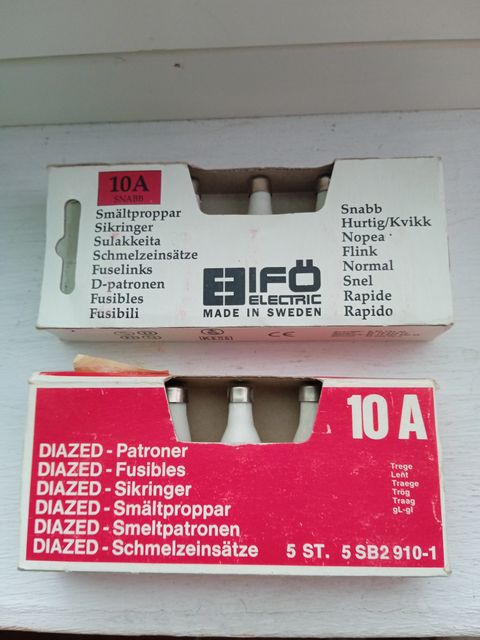 10A
SNABB
Smältproppar
Sikringer
Sulakkeita
Schmelzeinsätze
Fuselinks
D-patronen
Fusibles
Fusibili
IFÖ
ELECTRIC
MADE IN SWEDEN
Snabb
Hurtig/Kvikk
Nopea
Flink
Normal
Snel
Rapide
Rapido
CE
10 A
DIAZED - Patroner
DIAZED - Fusibles
DIAZED - Sikringer
DIAZED - Smältproppar
DIAZED - Smeltpatronen
DIAZED - Schmelzeinsätze
5 ST. 5 SB2 910-1
Trege
Lent
Traege
Trög
Traag
gL-gl